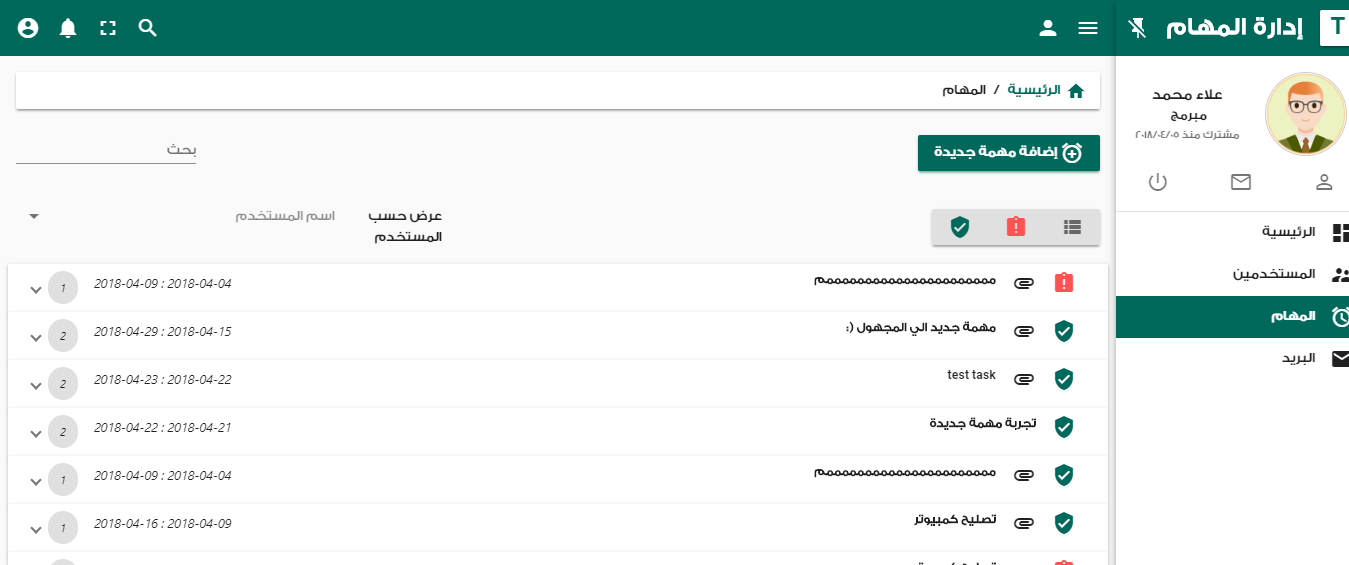 T
إدارة المهام
علاء محمد
مبرمج
مشترك منذ ٢٠١٨/٠٤/٠٥
الرئيسية
المستخدمين
المهام
البريد
الرئيسية / المهام
إضافة مهمة جديدة
بحث
عرض حسب المستخدم
اسم المستخدم
ممممممممممممممممممممممم 2018-04-09 : 2018-04-04 1
مهمة جديد الي المجهول (: 2018-04-29 : 2018-04-15 2
test task 2018-04-23 : 2018-04-22 2
تجربة مهمة جديدة 2018-04-22 : 2018-04-21 2
ممممممممممممممممممممممم 2018-04-09 : 2018-04-04 1
تصليح كمبيوتر 2018-04-16 : 2018-04-09 1